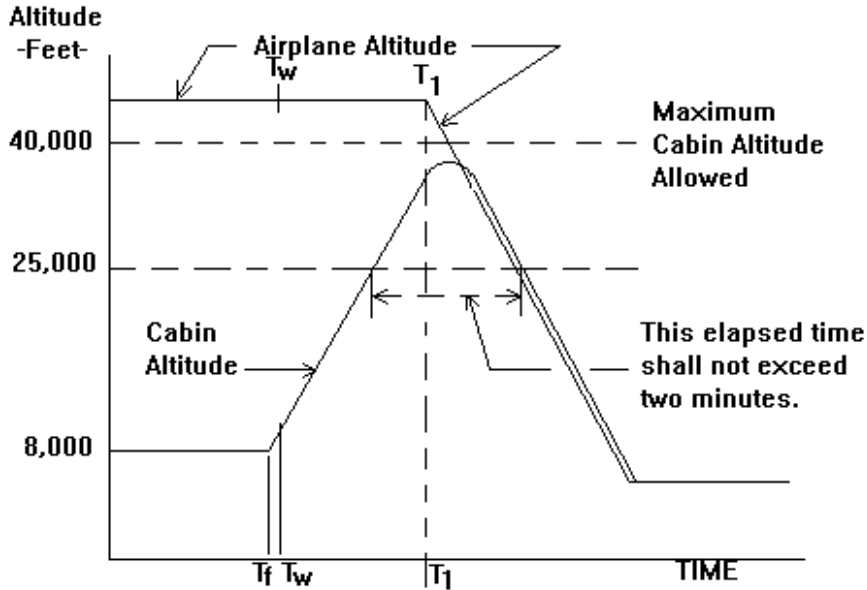 Altitude
-Feet-
Airplane Altitude
Tw
T1
40,000
Maximum
Cabin Altitude
Allowed
25,000
Cabin
Altitude
This elapsed time
shall not exceed
two minutes.
8,000
Tf Tw T1 TIME